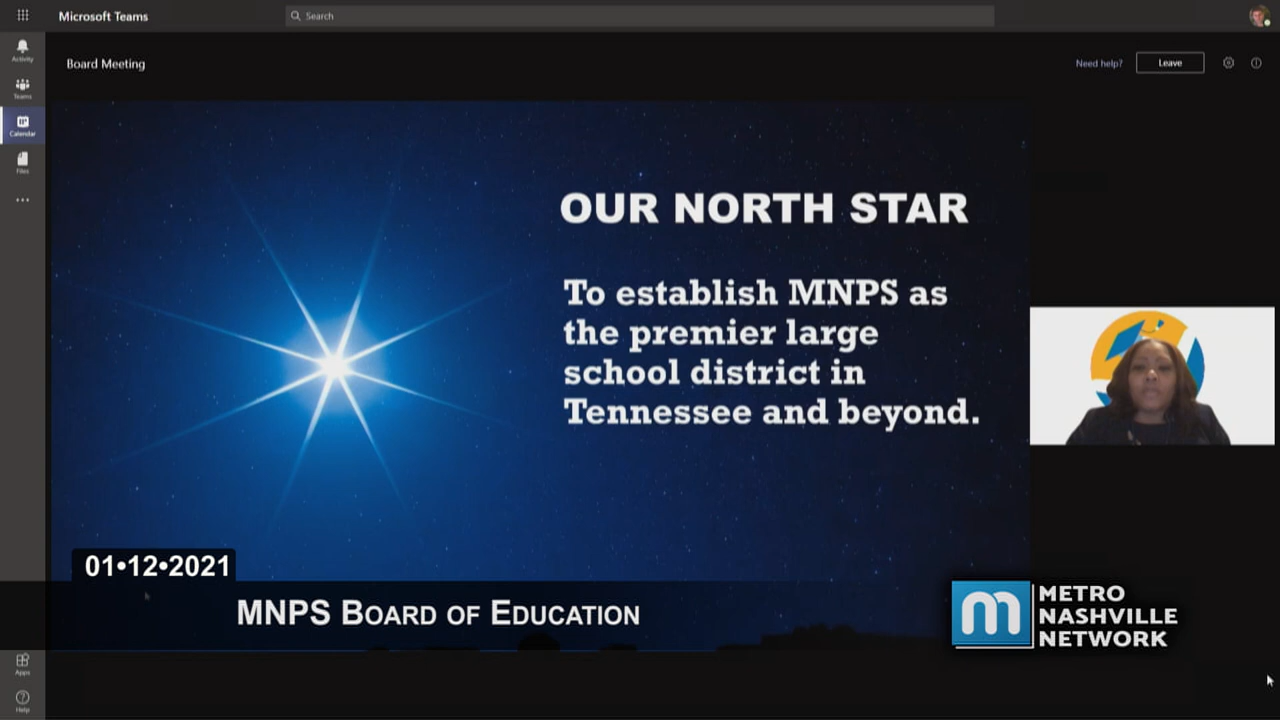 Microsoft Teams
Search
Activity
Board Meeting
Need help?
Leave
Teams
Calendar
Files
OUR NORTH STAR
To establish MNPS as
the premier large
school district in
Tennessee and beyond.
01•12•2021
MNPS BOARD OF EDUCATION
m
METRO
NASHVILLE
NETWORK
Apps
Help